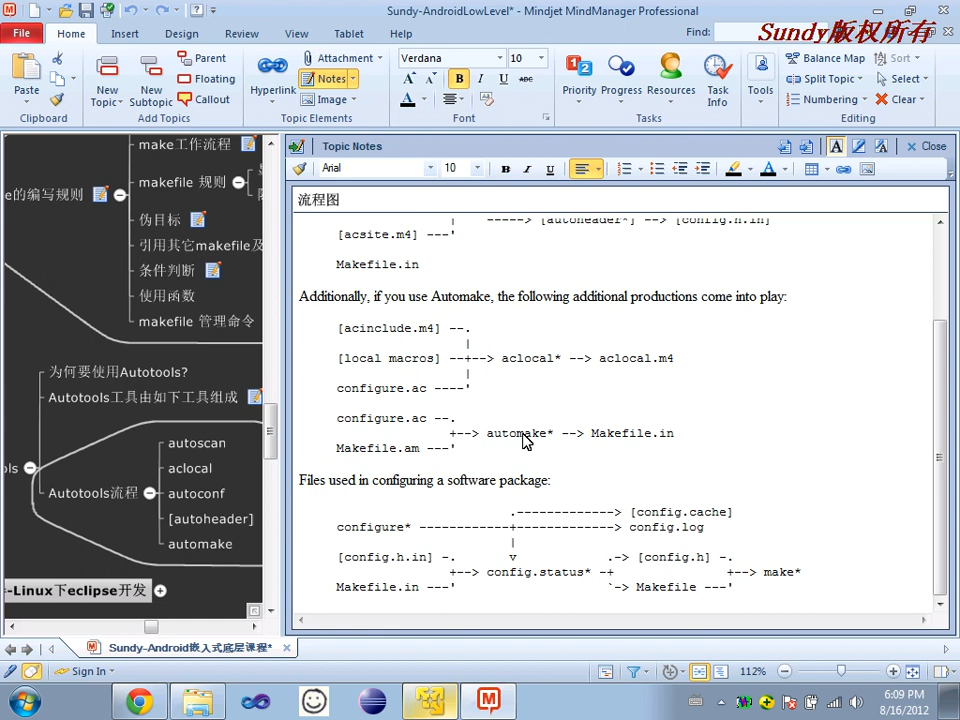 Sundy-AndroidLowLevel* - Mindjet MindManager Professional
Sundy版权所有
File
Home
Insert
Design
Review
View
Tablet
Help
Find:
Paste
Clipboard
New Topic
New Subtopic
Parent
Floating
Callout
Add Topics
Hyperlink
Attachment
Notes
Image
Topic Elements
Verdana
10
B I U ABC
A
Font
Priority
Progress
Resources
Task Info
Tasks
Tools
Balance Map
Split Topic
Numbering
Sort
Select
Clear
Editing
make工作流程
makefile 规则
e的编写规则
伪目标
引用其它makefile及
条件判断
使用函数
makefile 管理命令
为何要使用Autotools?
Autotools工具由如下工具组成
autoscan
aclocal
ols
Autotools流程
autoconf
[autoheader]
automake
-Linux下eclipse开发
Topic Notes
Close
Arial
10
B I U
流程图
| -----> [autoheader*] --> [config.h.in]
[acsite.m4] ---'
Makefile.in
Additionally, if you use Automake, the following additional productions come into play:
[acinclude.m4] --.
|
[local macros] --+--> aclocal* --> aclocal.m4
|
configure.ac ----'
configure.ac --.
+--> automake* --> Makefile.in
Makefile.am ---'
Files used in configuring a software package:
.-------------> [config.cache]
configure* ------------+-------------> config.log
|
[config.h.in] -. v .-> [config.h] -.
+--> config.status* -+ +--> make*
Makefile.in ---' `-> Makefile ---'
Sundy-Android嵌入式底层课程*
Sign In
112%
6:09 PM
8/16/2012